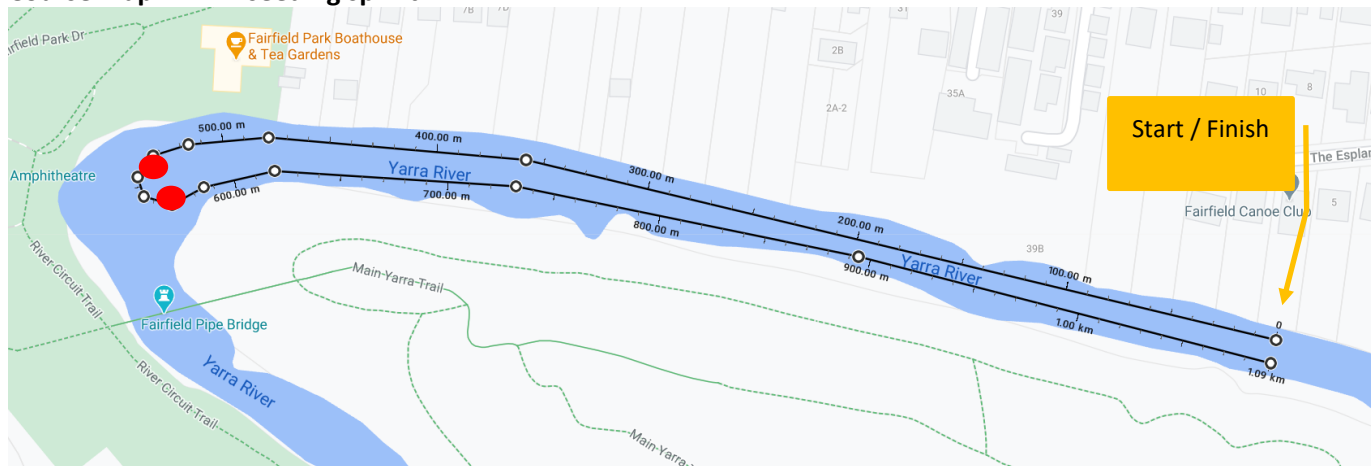 7B
7D
31
39
Fairfield Park Dr
Fairfield Park Boathouse
& Tea Gardens
2B
2A-2
35A
10
8
Start / Finish
The Esplan
500.00 m
400.00 m
Yarra River
300.00 m
Amphitheatre
600.00 m
700.00 m
200.00 m
5
Fairfield Canoe Club
800.00 m
39B
900.00 m
Yarra River
100.00 m
River Circuit Trail
Main Yarra Trail
Fairfield Pipe Bridge
1.00 km
0
1.09 km
Yarra River
River Circuit Trail
Main Yarra